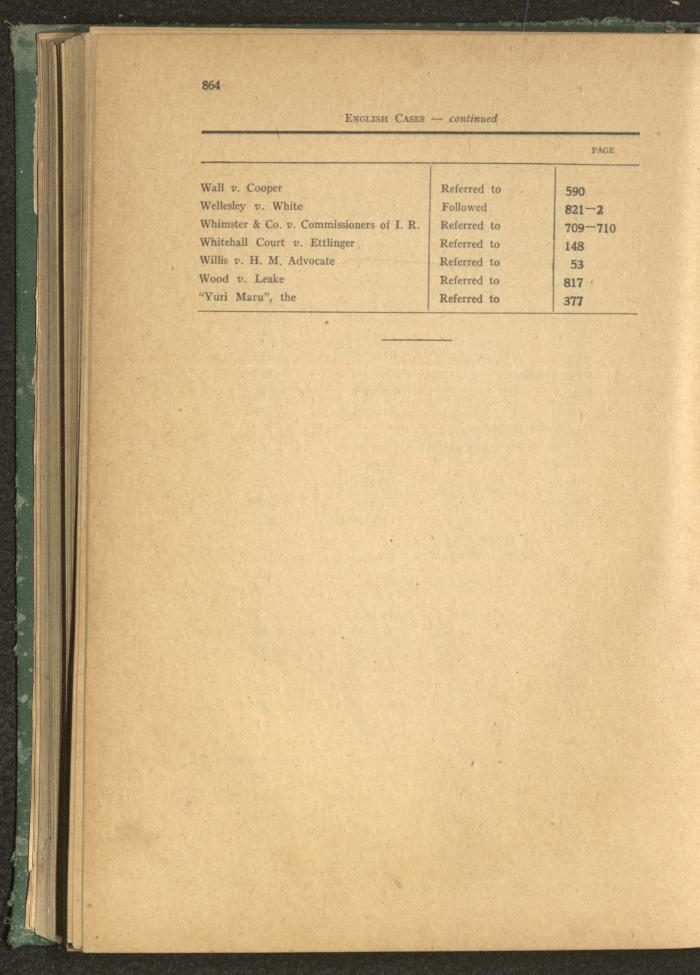 864
ENGLISH CASES — continued
PAGE
Wall v. Cooper Referred to 590
Wellesley v. White Followed 821—2
Whimster & Co. v. Commissioners of I. R. Referred to 709—710
Whitehall Court v. Ettlinger Referred to 148
Willis v. H. M. Advocate Referred to 53
Wood v. Leake Referred to 817
"Yuri Maru", the Referred to 377